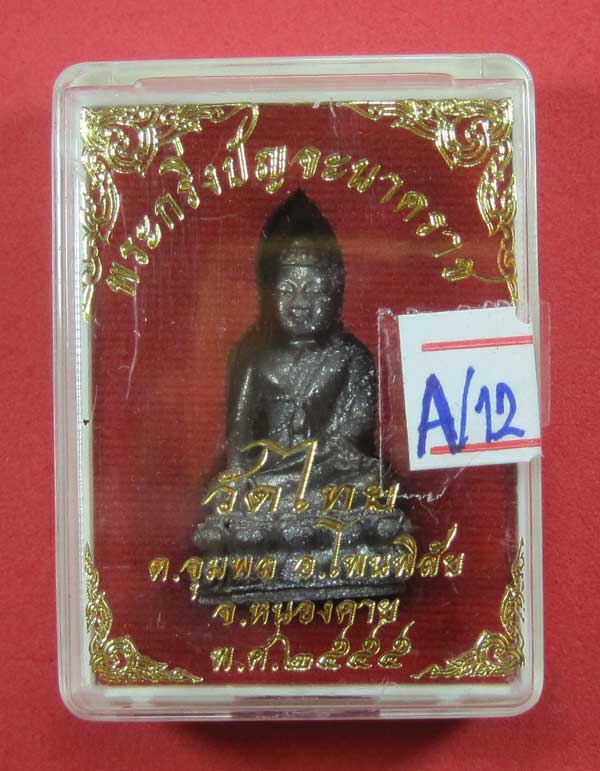 พระกริ่งปัญจะนาคราช
A/12
วัดไทย
ต.จุมพล อ.โพนพิสัย
จ.หนองคาย
พ.ศ.๒๕๕๕